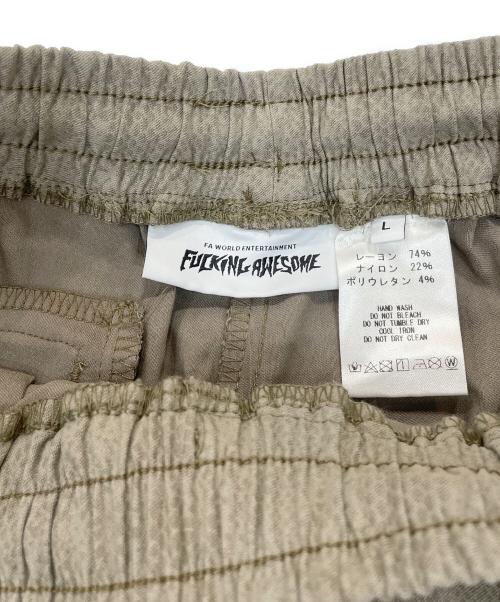 FA WORLD ENTERTAINMENT
FUCKING AWESOME
L
レーヨン 74%
ナイロン 22%
ポリウレタン 4%
HAND WASH
DO NOT BLEACH
DO NOT TUMBLE DRY
COOL IRON
DO NOT DRY CLEAN
W